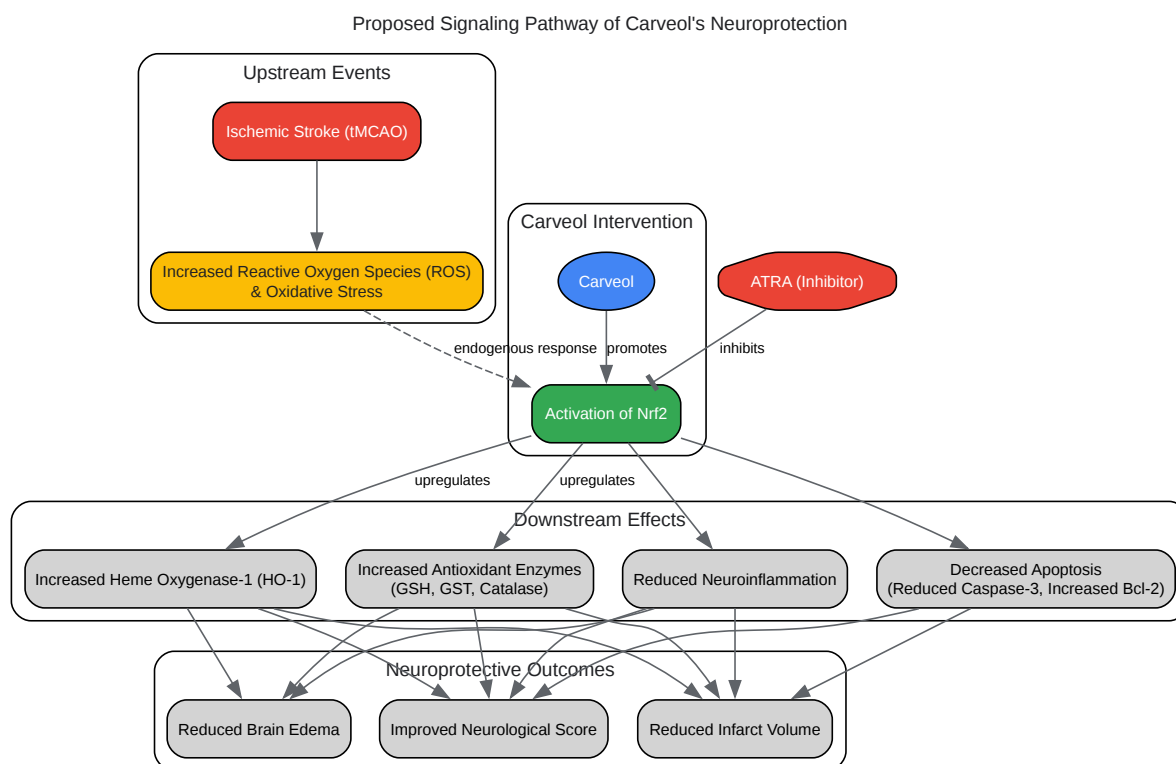 Proposed Signaling Pathway of Carveol's Neuroprotection
Upstream Events
Ischemic Stroke (tMCAO)
Increased Reactive Oxygen Species (ROS)
& Oxidative Stress
Carveol Intervention
Carveol
ATRA (Inhibitor)
endogenous response
promotes
inhibits
Activation of Nrf2
upregulates
upregulates
Downstream Effects
Increased Heme Oxygenase-1 (HO-1)
Increased Antioxidant Enzymes
(GSH, GST, Catalase)
Reduced Neuroinflammation
Decreased Apoptosis
(Reduced Caspase-3, Increased Bcl-2)
Neuroprotective Outcomes
Reduced Brain Edema
Improved Neurological Score
Reduced Infarct Volume